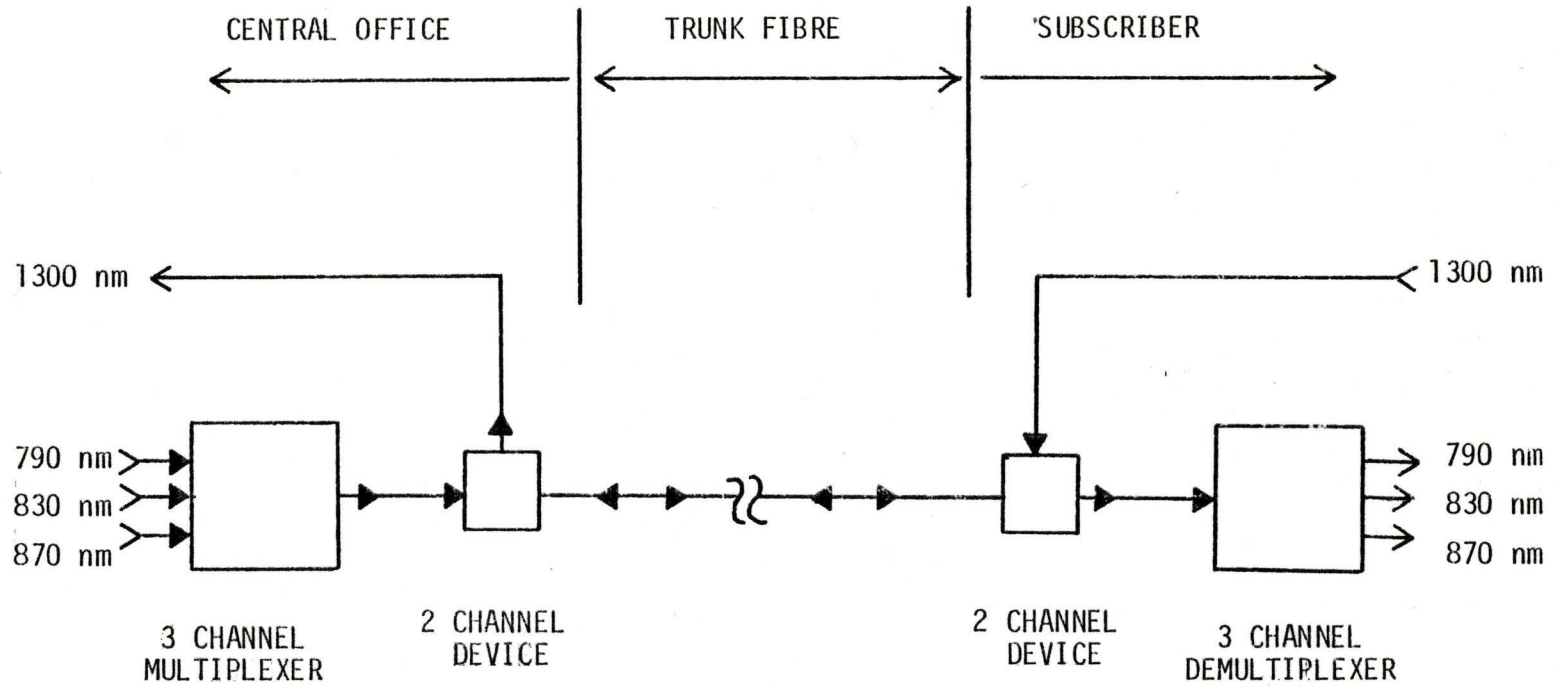 CENTRAL OFFICE
TRUNK FIBRE
SUBSCRIBER
1300 nm
1300 nm
790 nm
830 nm
870 nm
790 nm
830 nm
870 nm
3 CHANNEL
MULTIPLEXER
2 CHANNEL
DEVICE
2 CHANNEL
DEVICE
3 CHANNEL
DEMULTIPLEXER